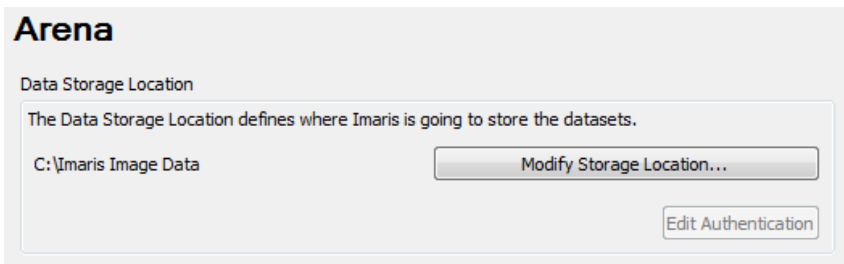 Arena
Data Storage Location
The Data Storage Location defines where Imaris is going to store the datasets.
C:\Imaris Image Data
Modify Storage Location...
Edit Authentication